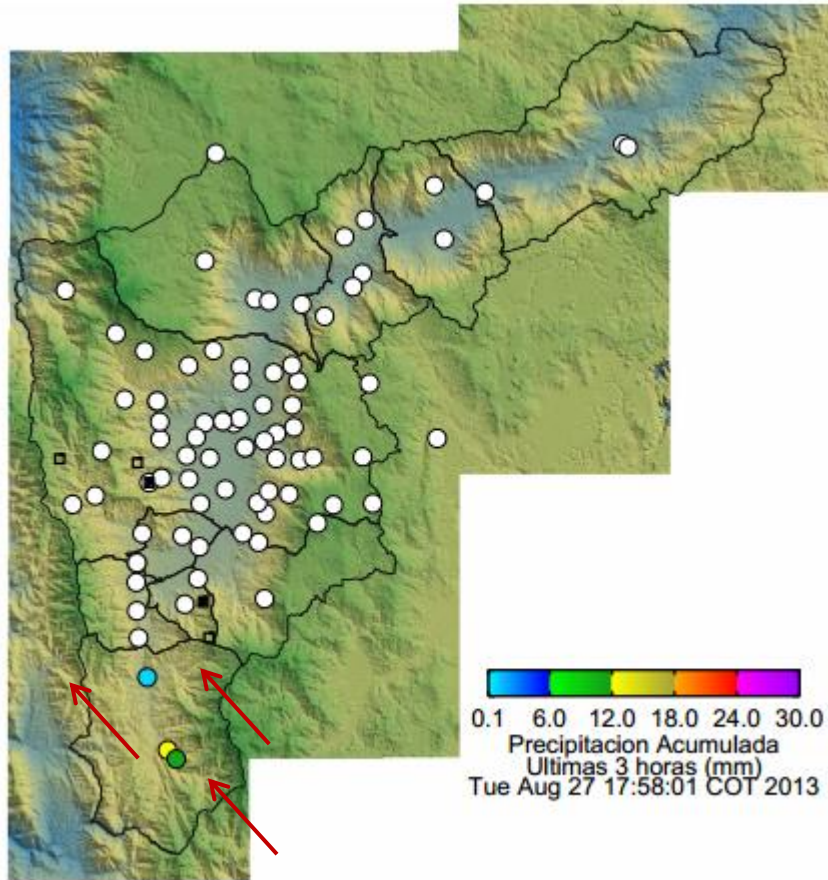 0.1 6.0 12.0 18.0 24.0 30.0
Precipitacion Acumulada
Ultimas 3 horas (mm)
Tue Aug 27 17:58:01 COT 2013